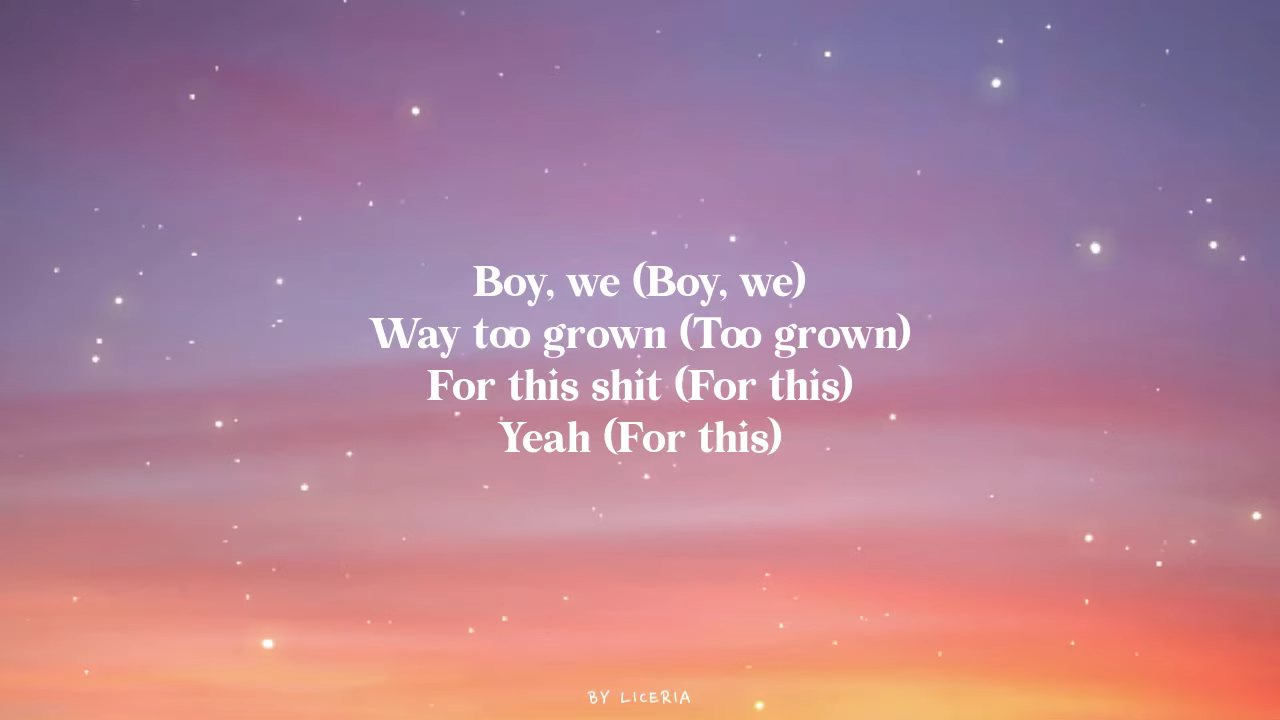 Boy, we (Boy, we)
Way too grown (Too grown)
For this shit (For this)
Yeah (For this)
BY LICERIA